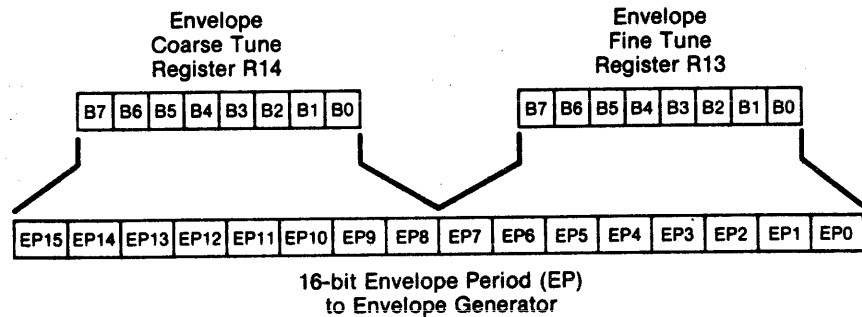 Envelope
Coarse Tune
Register R14
Envelope
Fine Tune
Register R13
B7 B6 B5 B4 B3 B2 B1 B0
B7 B6 B5 B4 B3 B2 B1 B0
EP15 EP14 EP13 EP12 EP11 EP10 EP9 EP8 EP7 EP6 EP5 EP4 EP3 EP2 EP1 EP0
16-bit Envelope Period (EP)
to Envelope Generator